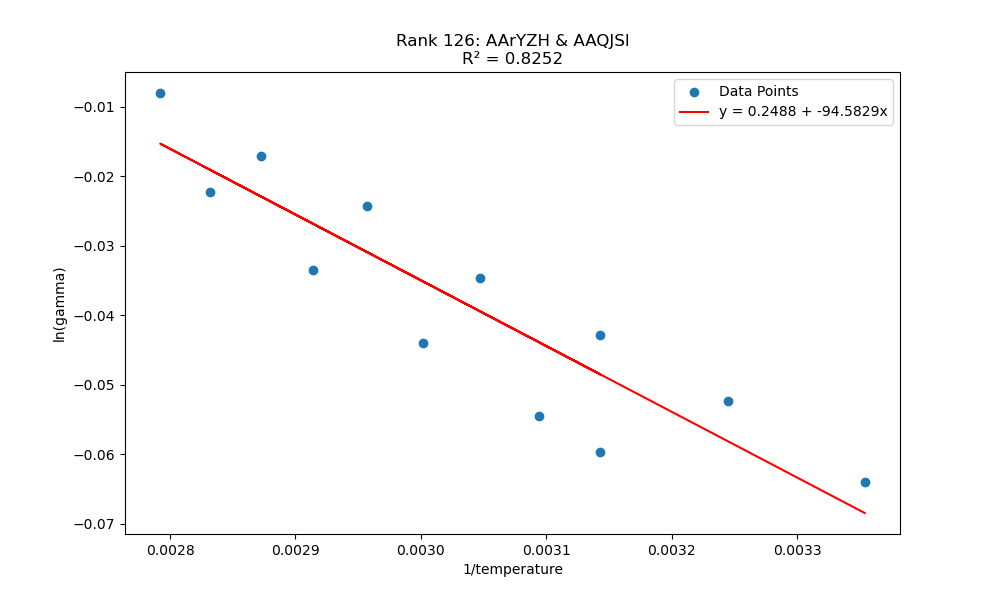 Rank 126: AArYZH & AAQJSI
R² = 0.8252
Data Points
y = 0.2488 + -94.5829x
ln(gamma)
−0.01
−0.02
−0.03
−0.04
−0.05
−0.06
−0.07
0.0028
0.0029
0.0030
0.0031
0.0032
0.0033
1/temperature